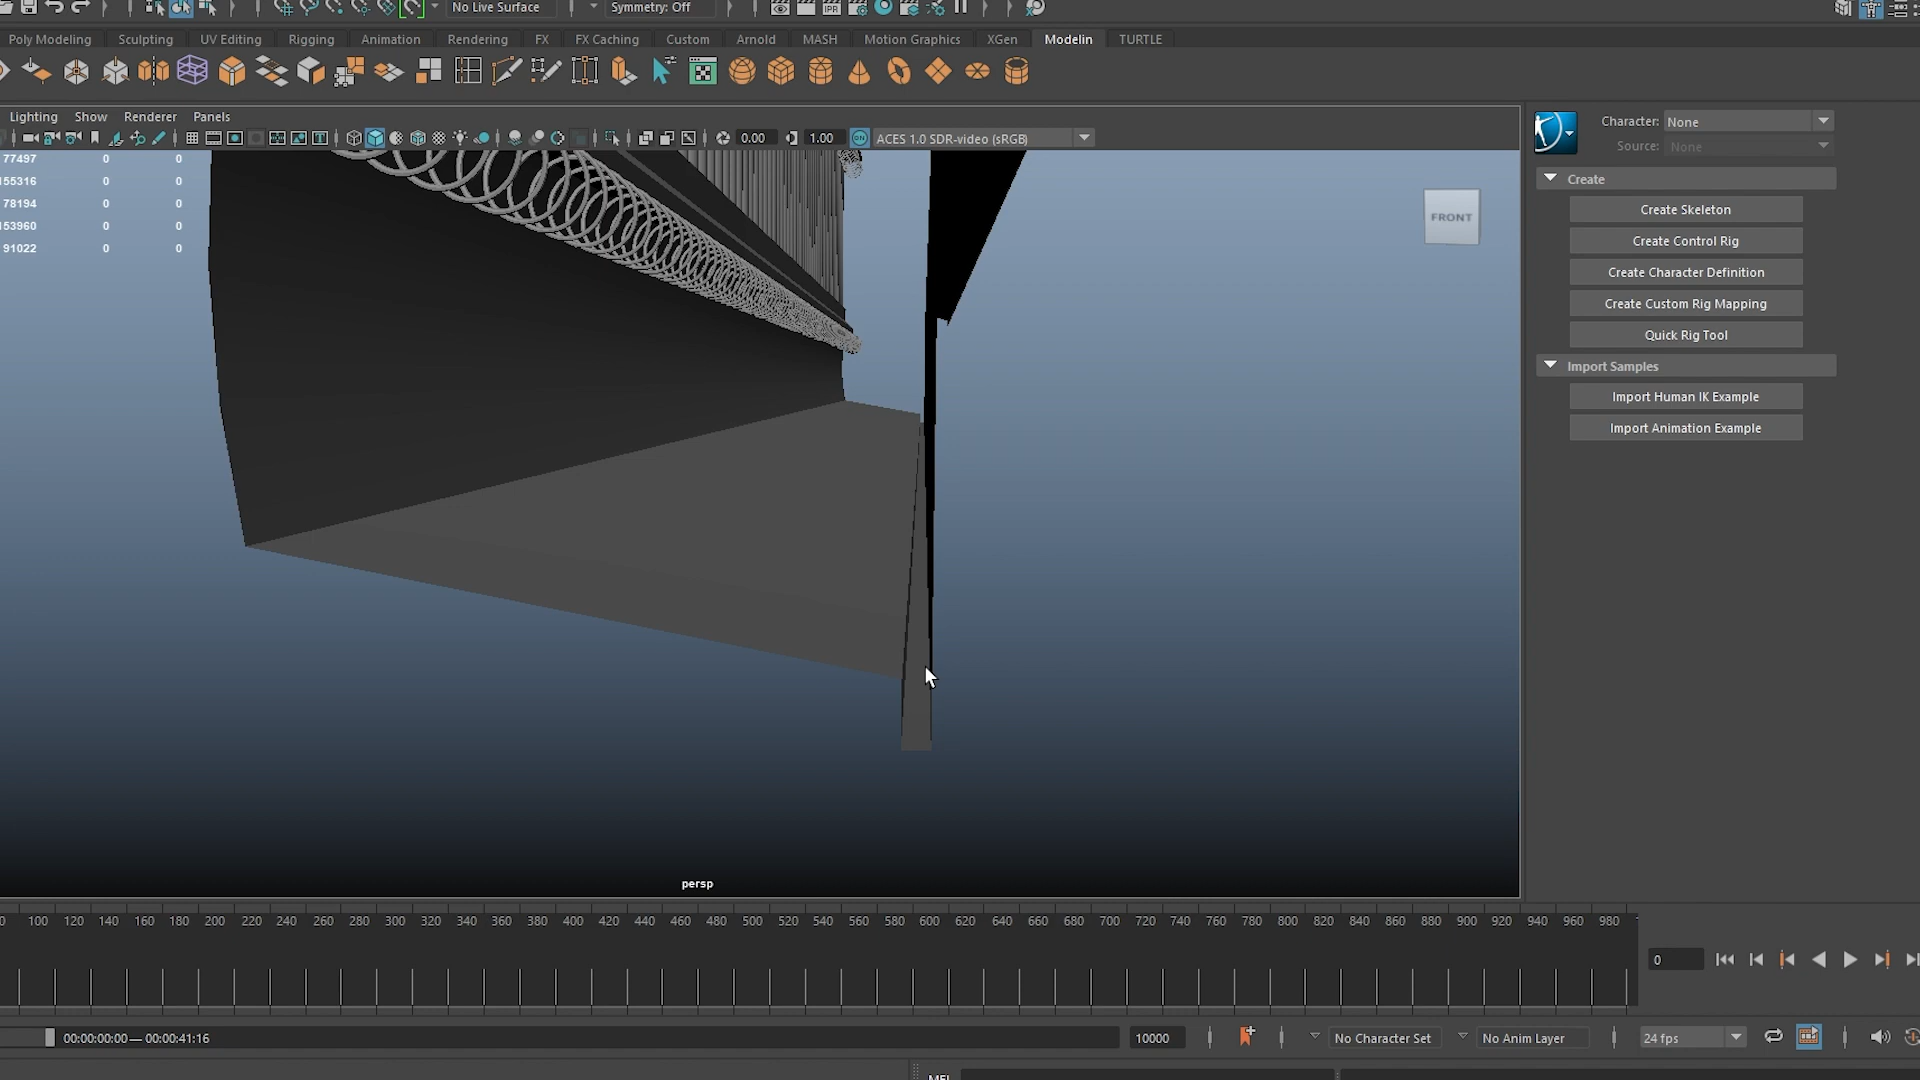 No Live Surface Symmetry: Off IPR
Poly Modeling Sculpting UV Editing Rigging Animation Rendering FX FX Caching Custom Arnold MASH Motion Graphics XGen Modelin TURTLE
Lighting Show Renderer Panels
0.00 1.00 ON ACES 1.0 SDR-video (sRGB)
77497 0 0
155316 0 0
78194 0 0
153960 0 0
91022 0 0
FRONT
persp
Character: None
Source: None
Create
Create Skeleton
Create Control Rig
Create Character Definition
Create Custom Rig Mapping
Quick Rig Tool
Import Samples
Import Human IK Example
Import Animation Example
0 100 120 140 160 180 200 220 240 260 280 300 320 340 360 380 400 420 440 460 480 500 520 540 560 580 600 620 640 660 680 700 720 740 760 780 800 820 840 860 880 900 920 940 960 980
0
00:00:00:00 — 00:00:41:16 10000 No Character Set No Anim Layer 24 fps
MEL